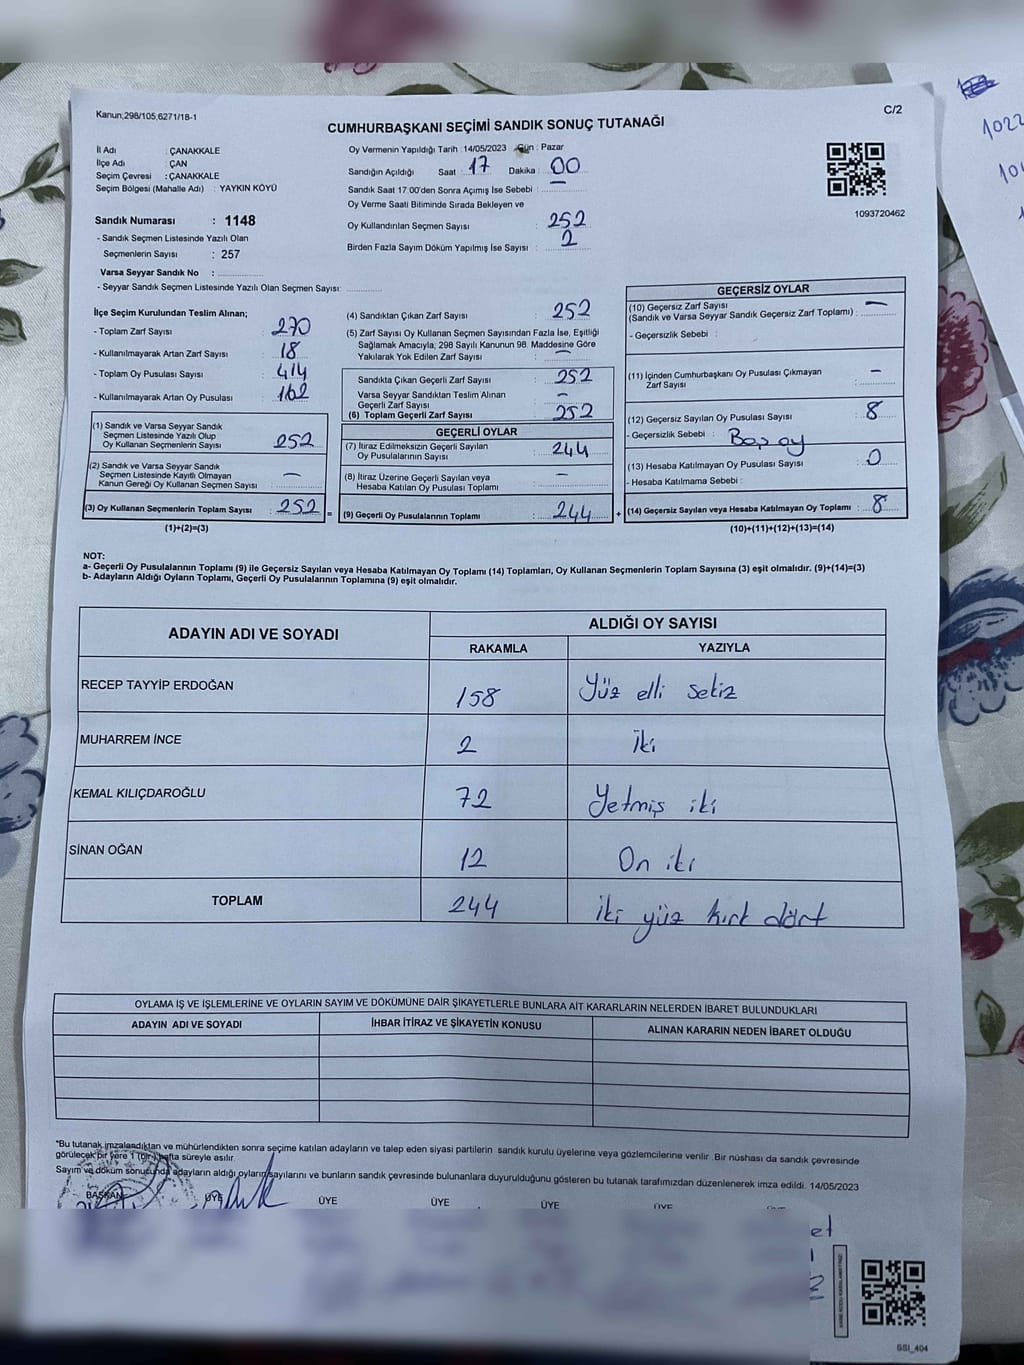 Kanun;298/105,6271/18-1
C/2
CUMHURBAŞKANI SEÇİMİ SANDIK SONUÇ TUTANAĞI
İl Adı : ÇANAKKALE
İlçe Adı : ÇAN
Seçim Çevresi : ÇANAKKALE
Seçim Bölgesi (Mahalle Adı) : YAYKIN KÖYÜ
Sandık Numarası : 1148
- Sandık Seçmen Listesinde Yazılı Olan
Seçmenlerin Sayısı : 257
Varsa Seyyar Sandık No :
- Seyyar Sandık Seçmen Listesinde Yazılı Olan Seçmen Sayısı:
Oy Vermenin Yapıldığı Tarih : 14/05/2023 Gün : Pazar
Sandığın Açıldığı Saat 17 Dakika 00
Sandık Saat 17:00'den Sonra Açımış İse Sebebi : —
Oy Verme Saati Bitiminde Sırada Bekleyen ve
Oy Kullandırılan Seçmen Sayısı : 252
Birden Fazla Sayım Döküm Yapılmış İse Sayısı : 2
1093720462
İlçe Seçim Kurulundan Teslim Alınan;
- Toplam Zarf Sayısı : 270
- Kullanılmayarak Artan Zarf Sayısı : 18
- Toplam Oy Pusulası Sayısı : 414
- Kullanılmayarak Artan Oy Pusulası : 162
(1) Sandık ve Varsa Seyyar Sandık
Seçmen Listesinde Yazılı Olup
Oy Kullanan Seçmenlerin Sayısı : 252
(2) Sandık ve Varsa Seyyar Sandık
Seçmen Listesinde Kayıtlı Olmayan
Kanun Gereği Oy Kullanan Seçmen Sayısı : —
(3) Oy Kullanan Seçmenlerin Toplam Sayısı : 252 =
(1)+(2)=(3)
(4) Sandıktan Çıkan Zarf Sayısı : 252
(5) Zarf Sayısı Oy Kullanan Seçmen Sayısından Fazla İse, Eşitliği
Sağlamak Amacıyla; 298 Sayılı Kanunun 98. Maddesine Göre
Yakılarak Yok Edilen Zarf Sayısı : —
Sandıkta Çıkan Geçerli Zarf Sayısı : 252
Varsa Seyyar Sandıktan Teslim Alınan
Geçerli Zarf Sayısı : —
(6) Toplam Geçerli Zarf Sayısı : 252
GEÇERLİ OYLAR
(7) İtiraz Edilmeksizin Geçerli Sayılan
Oy Pusulalarının Sayısı : 244
(8) İtiraz Üzerine Geçerli Sayılan veya
Hesaba Katılan Oy Pusulası Toplamı : —
(9) Geçerli Oy Pusulalarının Toplamı : 244 +
GEÇERSİZ OYLAR
(10) Geçersiz Zarf Sayısı
(Sandık ve Varsa Seyyar Sandık Geçersiz Zarf Toplamı) : —
- Geçersizlik Sebebi :
(11) İçinden Cumhurbaşkanı Oy Pusulası Çıkmayan
Zarf Sayısı : —
(12) Geçersiz Sayılan Oy Pusulası Sayısı : 8
- Geçersizlik Sebebi : Boş oy
(13) Hesaba Katılmayan Oy Pusulası Sayısı : 0
- Hesaba Katılmama Sebebi :
(14) Geçersiz Sayılan veya Hesaba Katılmayan Oy Toplamı : 8
(10)+(11)+(12)+(13)=(14)
NOT:
a- Geçerli Oy Pusulalarının Toplamı (9) ile Geçersiz Sayılan veya Hesaba Katılmayan Oy Toplamı (14) Toplamları, Oy Kullanan Seçmenlerin Toplam Sayısına (3) eşit olmalıdır. (9)+(14)=(3)
b- Adayların Aldığı Oyların Toplamı, Geçerli Oy Pusulalarının Toplamına (9) eşit olmalıdır.
ADAYIN ADI VE SOYADI
ALDIĞI OY SAYISI
RAKAMLA YAZIYLA
RECEP TAYYİP ERDOĞAN 158 Yüz elli sekiz
MUHARREM İNCE 2 İki
KEMAL KILIÇDAROĞLU 72 Yetmiş iki
SİNAN OĞAN 12 On iki
TOPLAM 244 iki yüz kırk dört
OYLAMA İŞ VE İŞLEMLERİNE VE OYLARIN SAYIM VE DÖKÜMÜNE DAİR ŞİKAYETLERLE BUNLARA AİT KARARLARIN NELERDEN İBARET BULUNDUKLARI
ADAYIN ADI VE SOYADI İHBAR İTİRAZ VE ŞİKAYETİN KONUSU ALINAN KARARIN NEDEN İBARET OLDUĞU
*Bu tutanak imzalandıktan ve mühürlendikten sonra seçime katılan adayların ve talep eden siyasi partilerin sandık kurulu üyelerine veya gözlemcilerine verilir .Bir nüshası da sandık çevresinde
görülecek bir yere 1 (bir) hafta süreyle asılır.
Sayım ve döküm sonucunda adayların aldığı oyların sayılarını ve bunların sandık çevresinde bulunanlara duyurulduğunu gösteren bu tutanak tarafımızdan düzenlenerek imza edildi. 14/05/2023
BAŞKAN ÜYE ÜYE ÜYE ÜYE ÜYE
et
GSI_404
1022